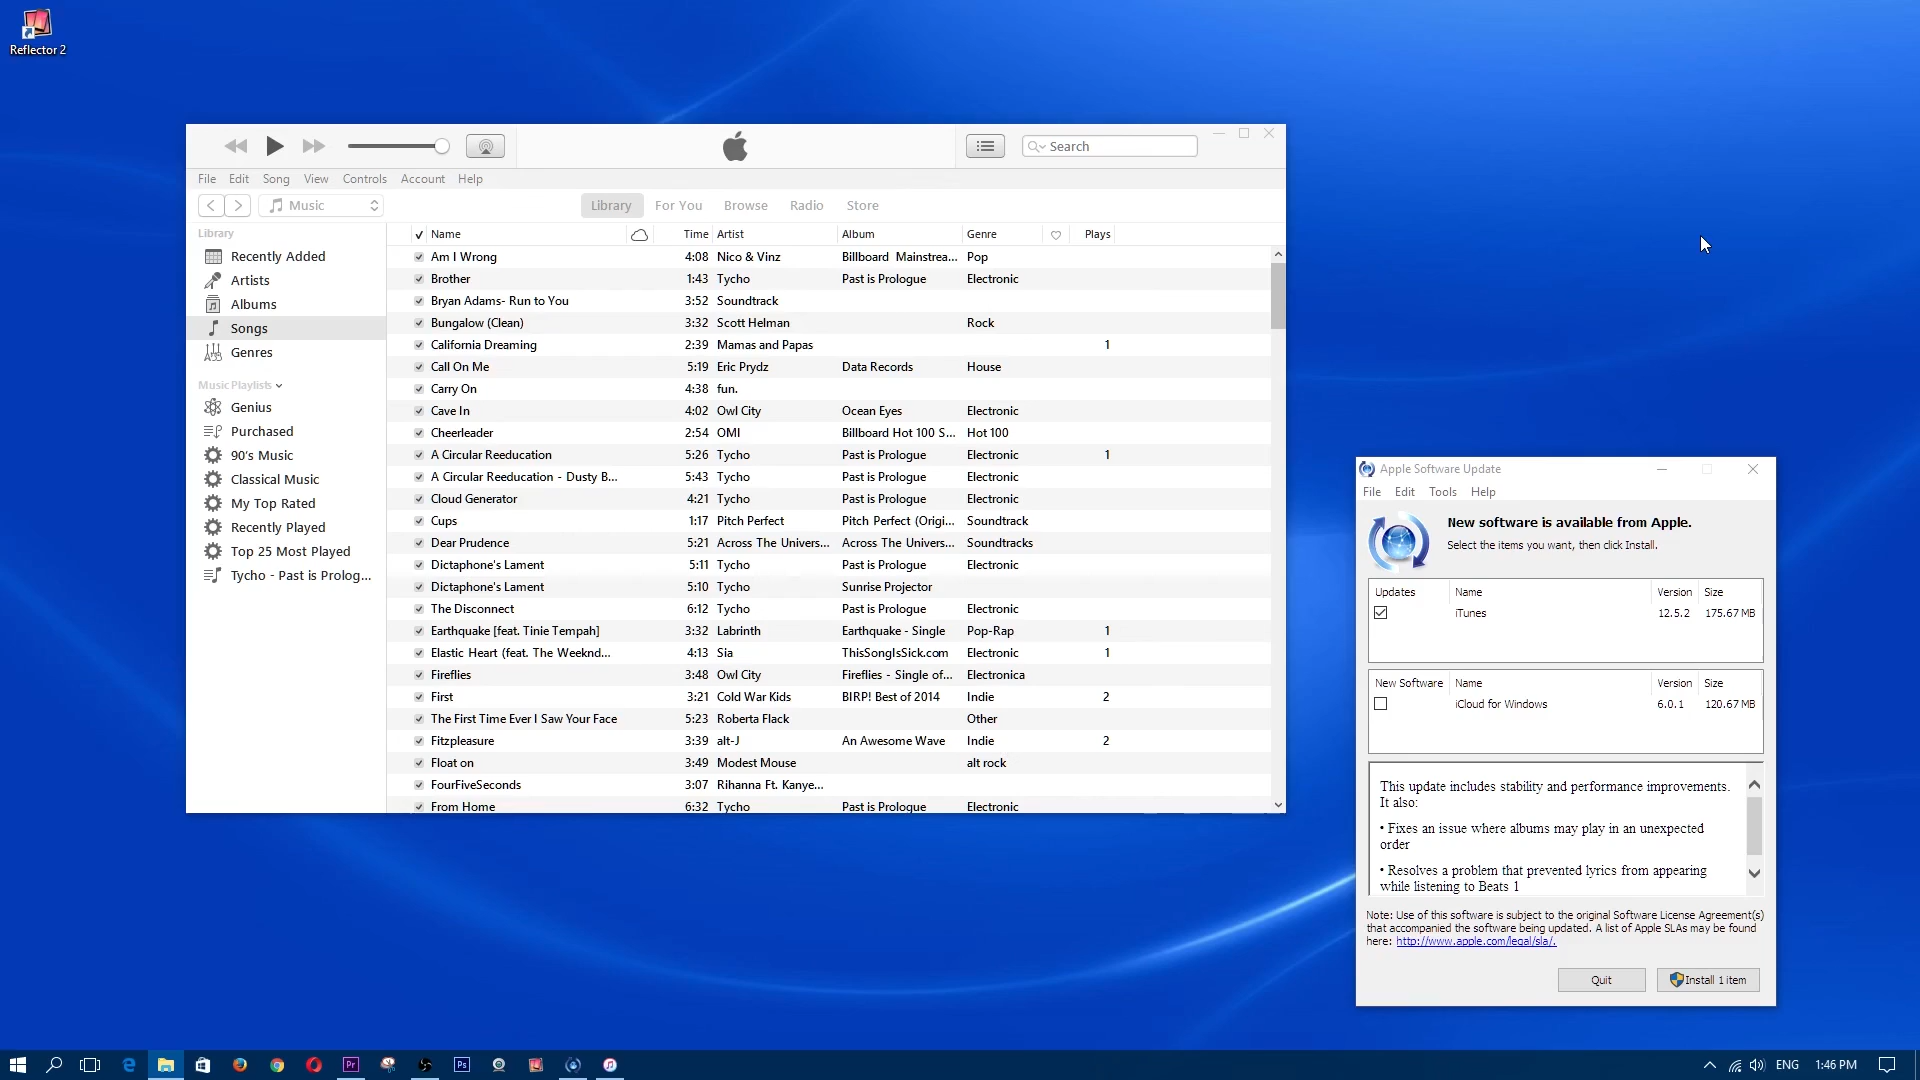 Reflector 2
Search
File Edit Song View Controls Account Help
Music
Library For You Browse Radio Store
Library
Recently Added
Artists
Albums
Songs
Genres
Music Playlists
Genius
Purchased
90's Music
Classical Music
My Top Rated
Recently Played
Top 25 Most Played
Tycho - Past is Prolog...
Name Time Artist Album Genre Plays
Am I Wrong 4:08 Nico & Vinz Billboard Mainstrea... Pop
Brother 1:43 Tycho Past is Prologue Electronic
Bryan Adams- Run to You 3:52 Soundtrack
Bungalow (Clean) 3:32 Scott Helman Rock
California Dreaming 2:39 Mamas and Papas 1
Call On Me 5:19 Eric Prydz Data Records House
Carry On 4:38 fun.
Cave In 4:02 Owl City Ocean Eyes Electronic
Cheerleader 2:54 OMI Billboard Hot 100 S... Hot 100
A Circular Reeducation 5:26 Tycho Past is Prologue Electronic 1
A Circular Reeducation - Dusty B... 5:43 Tycho Past is Prologue Electronic
Cloud Generator 4:21 Tycho Past is Prologue Electronic
Cups 1:17 Pitch Perfect Pitch Perfect (Origi... Soundtrack
Dear Prudence 5:21 Across The Univers... Across The Univers... Soundtracks
Dictaphone's Lament 5:11 Tycho Past is Prologue Electronic
Dictaphone's Lament 5:10 Tycho Sunrise Projector
The Disconnect 6:12 Tycho Past is Prologue Electronic
Earthquake [feat. Tinie Tempah] 3:32 Labrinth Earthquake - Single Pop-Rap 1
Elastic Heart (feat. The Weeknd... 4:13 Sia ThisSongIsSick.com Electronic 1
Fireflies 3:48 Owl City Fireflies - Single of... Electronica
First 3:21 Cold War Kids BIRP! Best of 2014 Indie 2
The First Time Ever I Saw Your Face 5:23 Roberta Flack Other
Fitzpleasure 3:39 alt-J An Awesome Wave Indie 2
Float on 3:49 Modest Mouse alt rock
FourFiveSeconds 3:07 Rihanna Ft. Kanye...
From Home 6:32 Tycho Past is Prologue Electronic
Apple Software Update
File Edit Tools Help
New software is available from Apple.
Select the items you want, then click Install.
Updates Name Version Size
iTunes 12.5.2 175.67 MB
New Software Name Version Size
iCloud for Windows 6.0.1 120.67 MB
This update includes stability and performance improvements.
It also:
• Fixes an issue where albums may play in an unexpected
order
• Resolves a problem that prevented lyrics from appearing
while listening to Beats 1
Note: Use of this software is subject to the original Software License Agreement(s)
that accompanied the software being updated. A list of Apple SLAs may be found
here: http://www.apple.com/legal/sla/.
Quit Install 1 item
Pr Ps ENG 1:46 PM